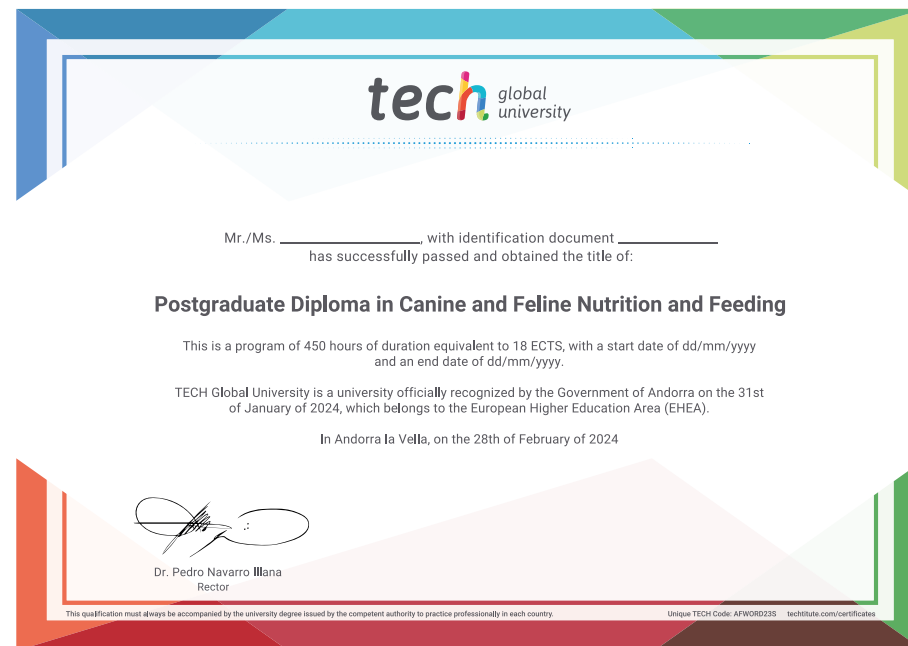 tech global university
Mr./Ms. ____________________, with identification document ______________
has successfully passed and obtained the title of:
Postgraduate Diploma in Canine and Feline Nutrition and Feeding
This is a program of 450 hours of duration equivalent to 18 ECTS, with a start date of dd/mm/yyyy
and an end date of dd/mm/yyyy.
TECH Global University is a university officially recognized by the Government of Andorra on the 31st
of January of 2024, which belongs to the European Higher Education Area (EHEA).
In Andorra la Vella, on the 28th of February of 2024
Dr. Pedro Navarro Illana
Rector
This qualification must always be accompanied by the university degree issued by the competent authority to practice professionally in each country.
Unique TECH Code: AFWORD23S techtitute.com/certificates